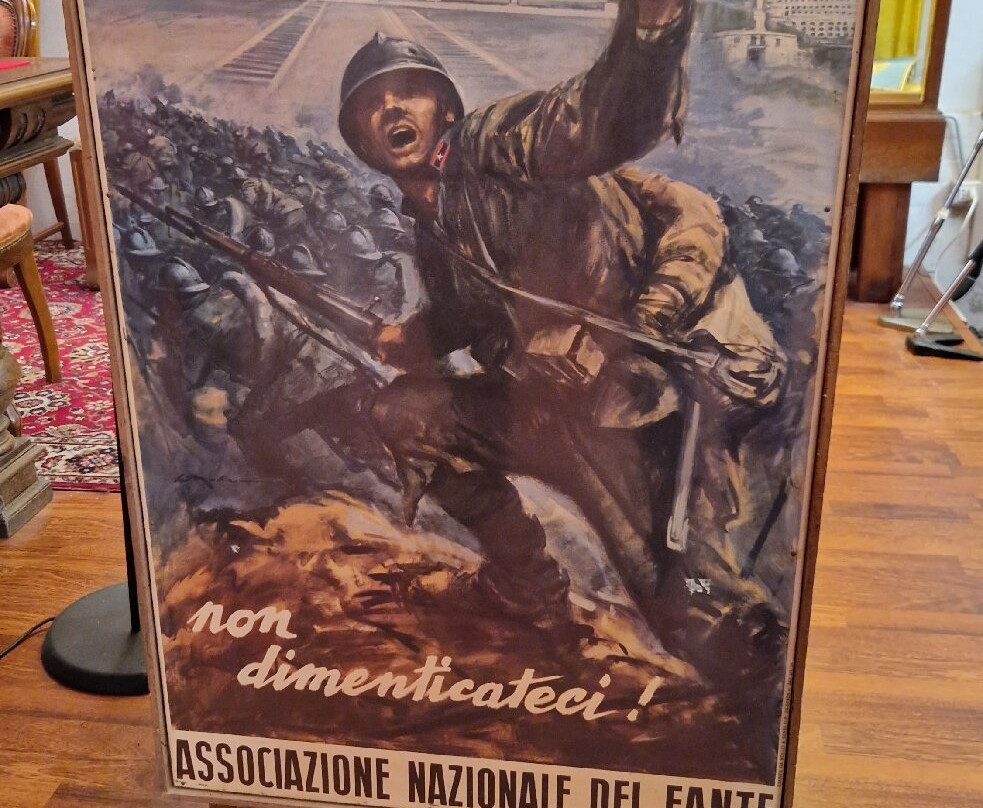 non
dimenticateci!
ASSOCIAZIONE NAZIONALE DEL FANTE